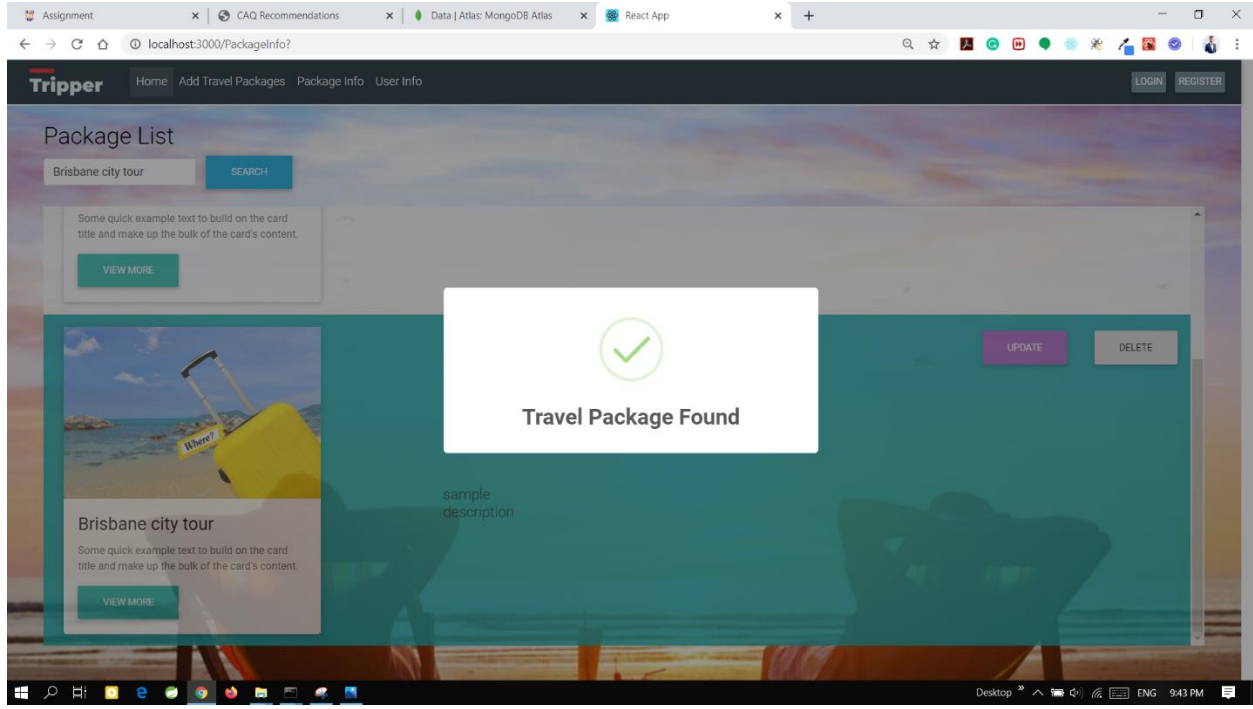 Assignment
CAQ Recommendations
Data | Atlas: MongoDB Atlas
React App
localhost:3000/PackageInfo?
Tripper
Home Add Travel Packages Package Info User Info
LOGIN REGISTER
Package List
Brisbane city tour
SEARCH
Some quick example text to build on the card
title and make up the bulk of the card's content.
VIEW MORE
UPDATE
DELETE
Travel Package Found
Where?
sample
description
Brisbane city tour
Some quick example text to build on the card
title and make up the bulk of the card's content.
VIEW MORE
Desktop
ENG 9:43 PM